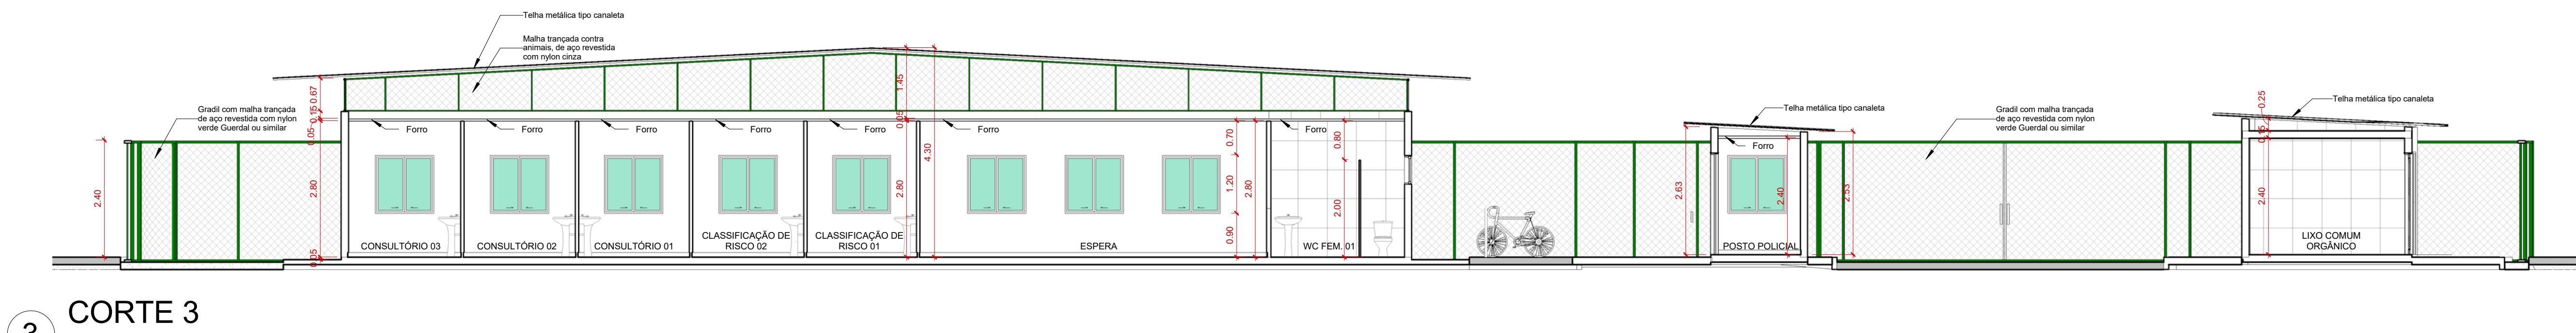 Telha metálica tipo canaleta
Malha trançada contra
animais, de aço revestida
com nylon cinza
Gradil com malha trançada
de aço revestida com nylon
verde Guerdal ou similar
Telha metálica tipo canaleta
Gradil com malha trançada
de aço revestida com nylon
verde Guerdal ou similar
Telha metálica tipo canaleta
Forro
Forro
Forro
Forro
Forro
Forro
Forro
Forro
2.40
0.67
0.15
0.05
2.80
0.05
1.45
0.05
4.30
2.80
0.70
1.20
0.90
2.80
0.80
2.00
2.63
2.40
2.53
0.25
0.15
2.40
CONSULTÓRIO 03
CONSULTÓRIO 02
CONSULTÓRIO 01
CLASSIFICAÇÃO DE
RISCO 02
CLASSIFICAÇÃO DE
RISCO 01
ESPERA
WC FEM. 01
POSTO POLICIAL
LIXO COMUM
ORGÂNICO
3
CORTE 3